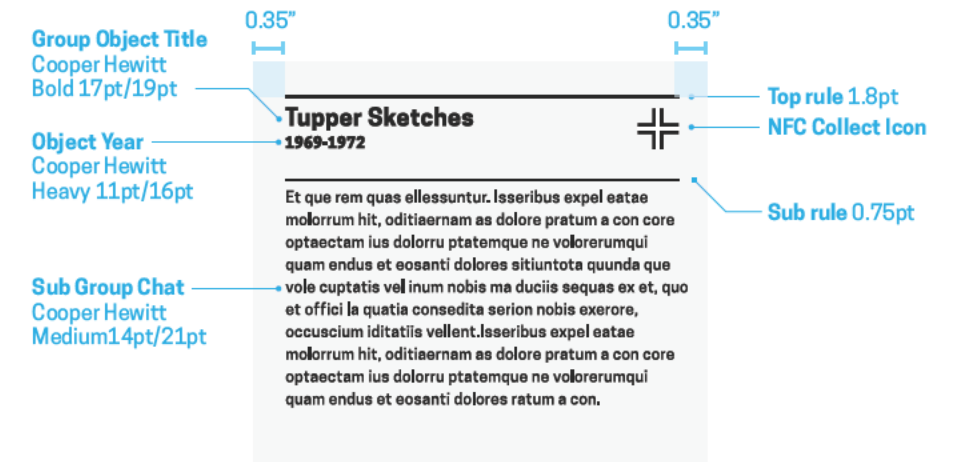 0.35”
0.35”
Group Object Title
Cooper Hewitt
Bold 17pt/19pt
Object Year
Cooper Hewitt
Heavy 11pt/16pt
Sub Group Chat
Cooper Hewitt
Medium14pt/21pt
Tupper Sketches
1969-1972
Et que rem quas ellessuntur. Isseribus expel eatae
molorrum hit, oditiaernam as dolore pratum a con core
optaectam ius dolorru ptatemque ne volorerumqui
quam endus et eosanti dolores sitiuntota quunda que
vole cuptatis vel inum nobis ma duciis sequas ex et, quo
et offici la quatia consedita serion nobis exerore,
occuscium iditatiis vellent.Isseribus expel eatae
molorrum hit, oditiaernam as dolore pratum a con core
optaectam ius dolorru ptatemque ne volorerumqui
quam endus et eosanti dolores ratum a con.
Top rule 1.8pt
NFC Collect Icon
Sub rule 0.75pt